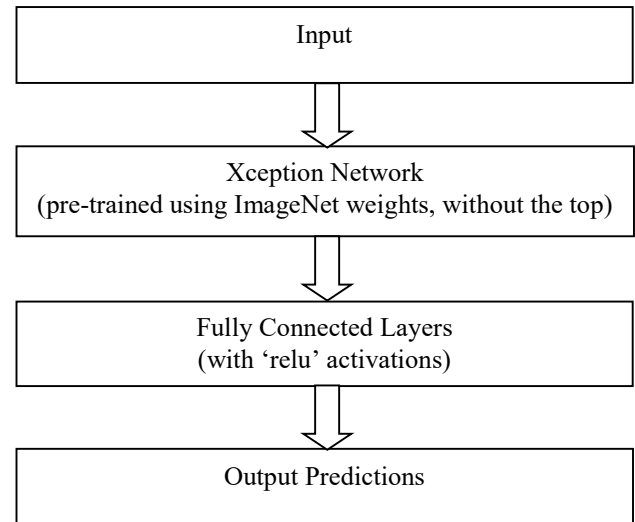 Input
Xception Network
(pre-trained using ImageNet weights, without the top)
Fully Connected Layers
(with ‘relu’ activations)
Output Predictions